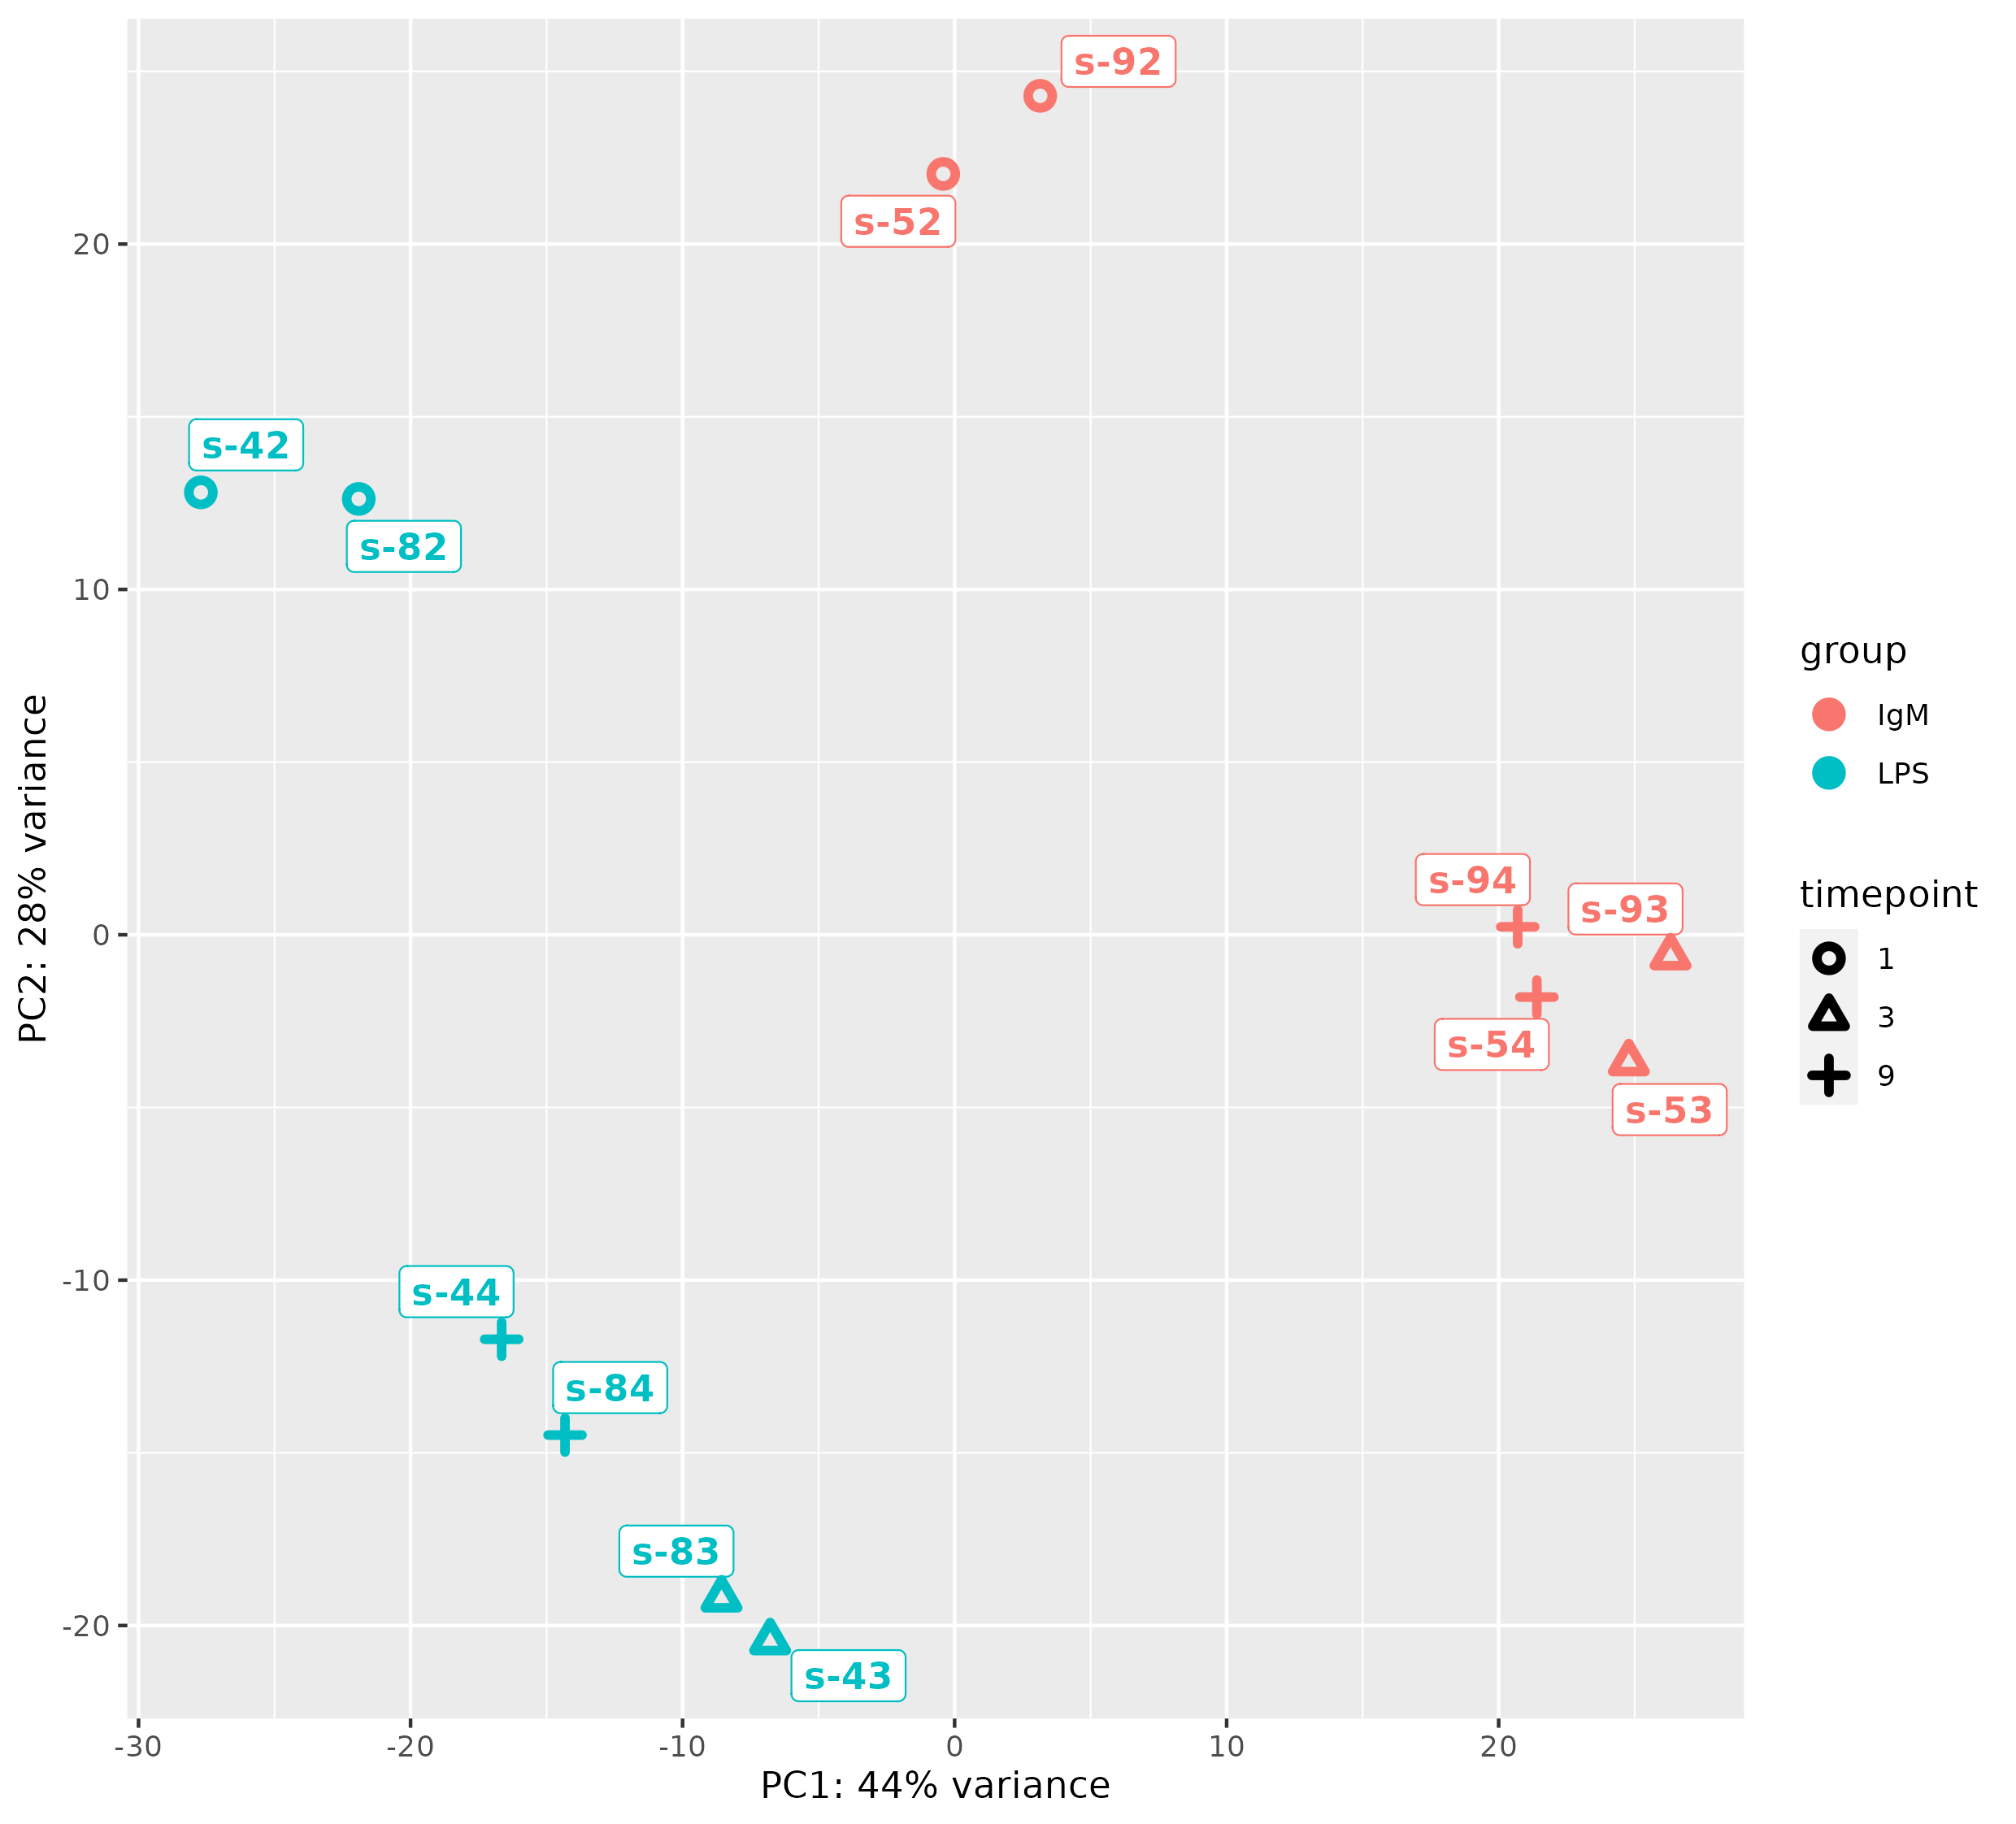 s-92
s-52
20
s-42
s-82
10
group
IgM
LPS
PC2: 28% variance
s-94
s-93
0
timepoint
1
3
9
s-54
s-53
-10
s-44
s-84
s-83
-20
s-43
-30 -20 -10 0 10 20
PC1: 44% variance